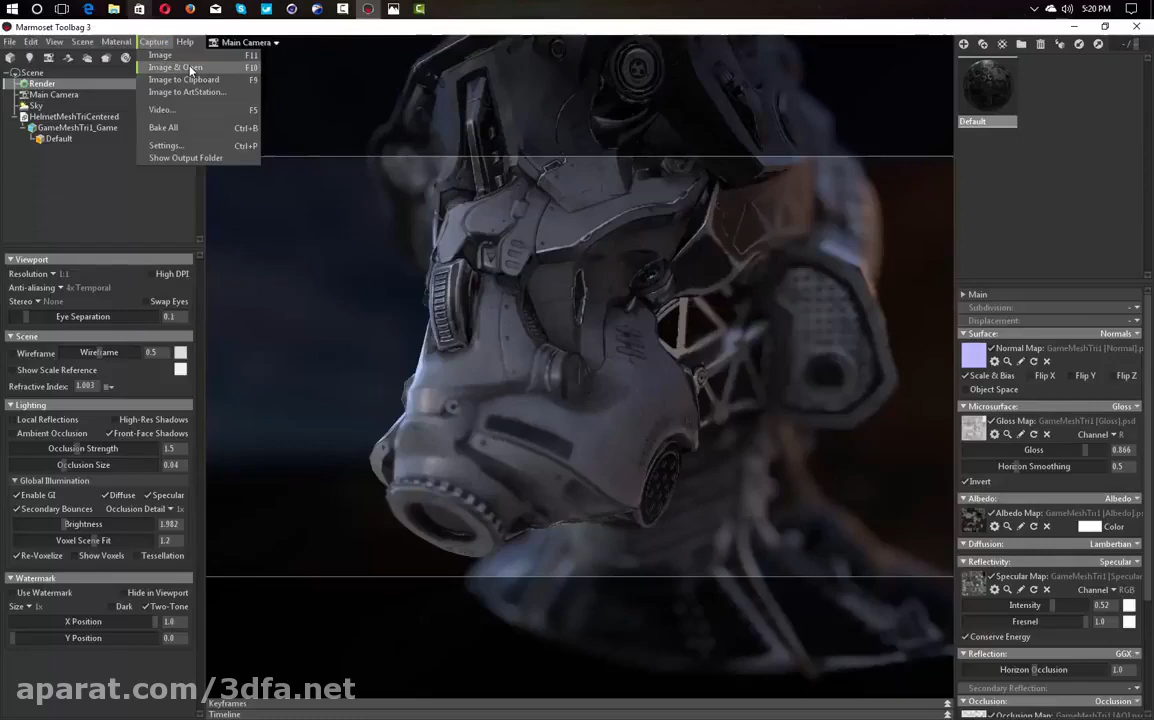 5:20 PM
Marmoset Toolbag 3
File Edit View Scene Material Capture Help Main Camera
Image F11
Image & Open F10
Image to Clipboard F9
Image to ArtStation...
Video... F5
Bake All Ctrl+B
Settings... Ctrl+P
Show Output Folder
Scene
Render
Main Camera
Sky
HelmetMeshTriCentered
GameMeshTri1_Game
Default
Viewport
Resolution 1:1 High DPI
Anti-aliasing 4x Temporal
Stereo None Swap Eyes
Eye Separation 0.1
Scene
Wireframe Wireframe 0.5
Show Scale Reference
Refractive Index: 1.003
Lighting
Local Reflections High-Res Shadows
Ambient Occlusion Front-Face Shadows
Occlusion Strength 1.5
Occlusion Size 0.04
Global Illumination
Enable GI Diffuse Specular
Secondary Bounces Occlusion Detail 1x
Brightness 1.982
Voxel Scene Fit 1.2
Re-Voxelize Show Voxels Tessellation
Watermark
Use Watermark Hide in Viewport
Size 1x Dark Two-Tone
X Position 1.0
Y Position 0.0
Default
Main
Subdivision:
Displacement:
Surface: Normals
Normal Map: GameMeshTri1 [Normal].p
Scale & Bias Flip X Flip Y Flip Z
Object Space
Microsurface: Gloss
Gloss Map: GameMeshTri1 [Gloss].psd
Channel R
Gloss 0.866
Horizon Smoothing 0.5
Invert
Albedo: Albedo
Albedo Map: GameMeshTri1 [Albedo].ps
Color
Diffusion: Lambertian
Reflectivity: Specular
Specular Map: GameMeshTri1 [Specular
Channel RGB
Intensity 0.52
Fresnel 1.0
Conserve Energy
Reflection: GGX
Horizon Occlusion 1.0
Secondary Reflection:
Occlusion: Occlusion
Keyframes
Timeline
aparat.com/3dfa.net